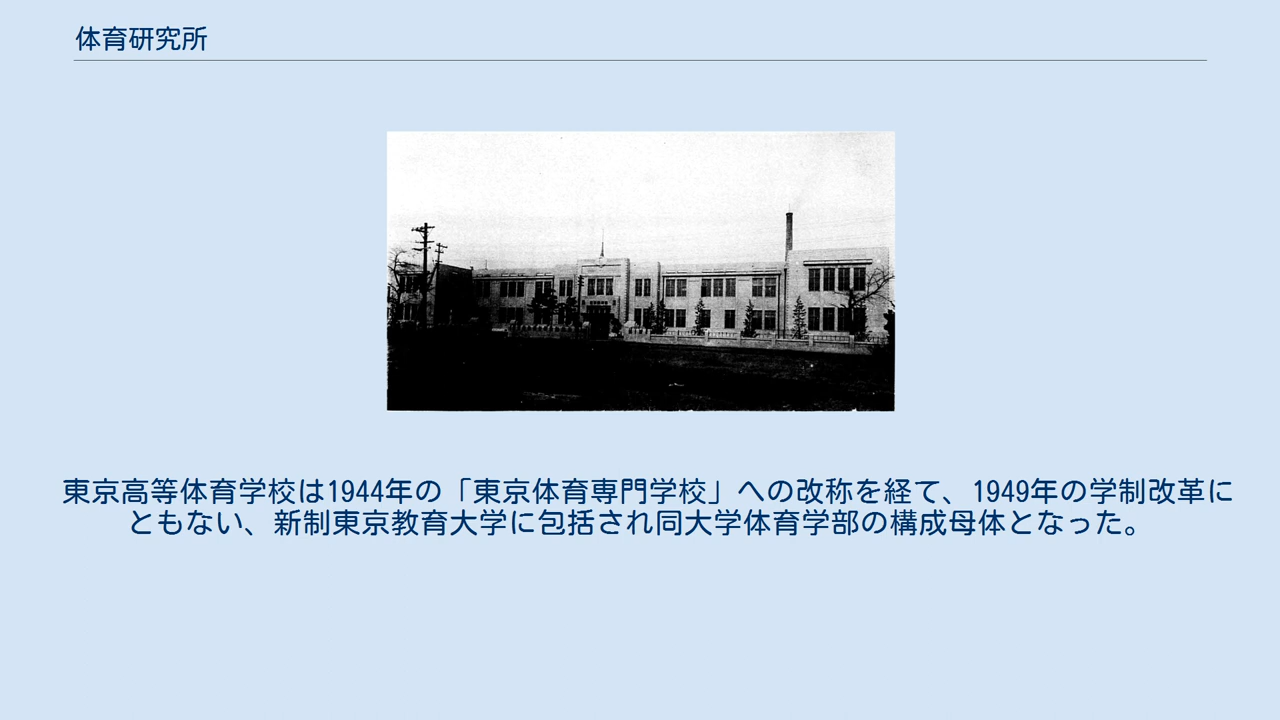 体育研究所
東京高等体育学校は1944年の「東京体育専門学校」への改称を経て、1949年の学制改革に
ともない、新制東京教育大学に包括され同大学体育学部の構成母体となった。